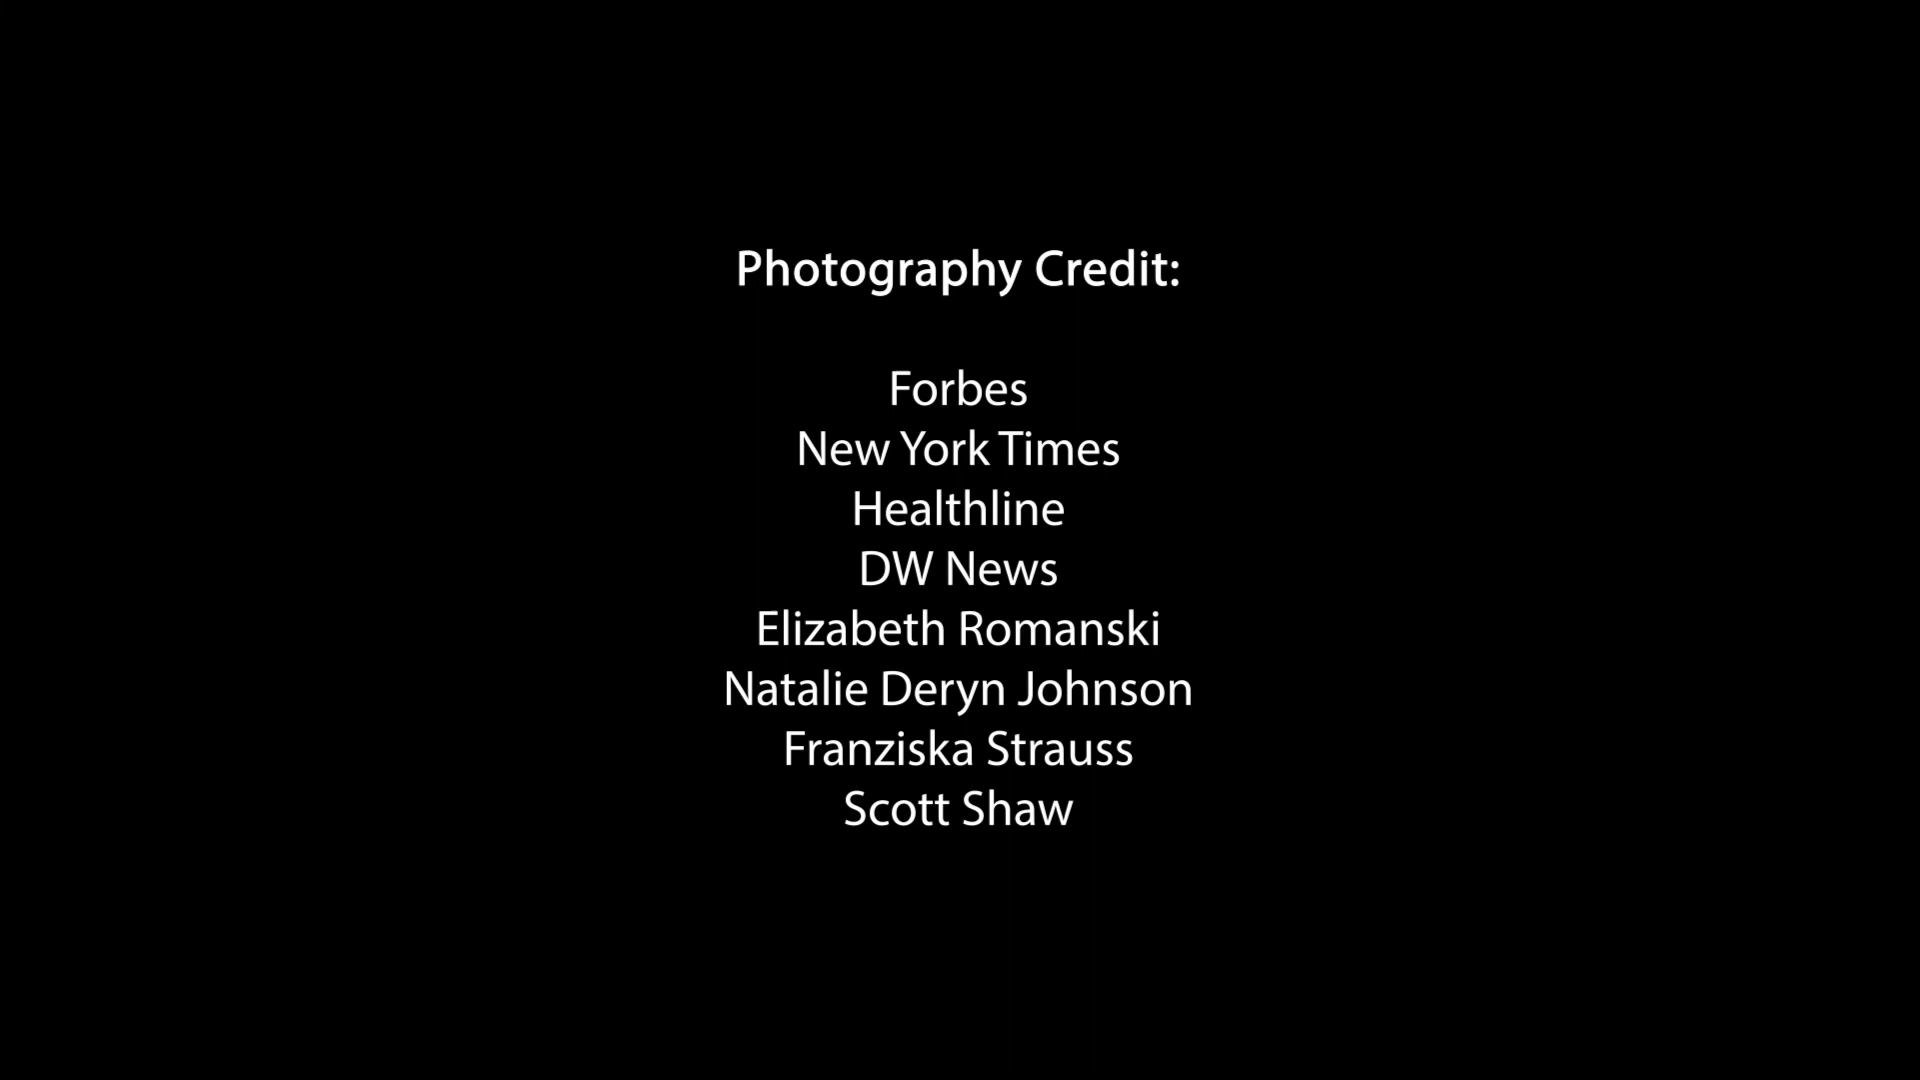 Photography Credit:
Forbes
New York Times
Healthline
DW News
Elizabeth Romanski
Natalie Deryn Johnson
Franziska Strauss
Scott Shaw